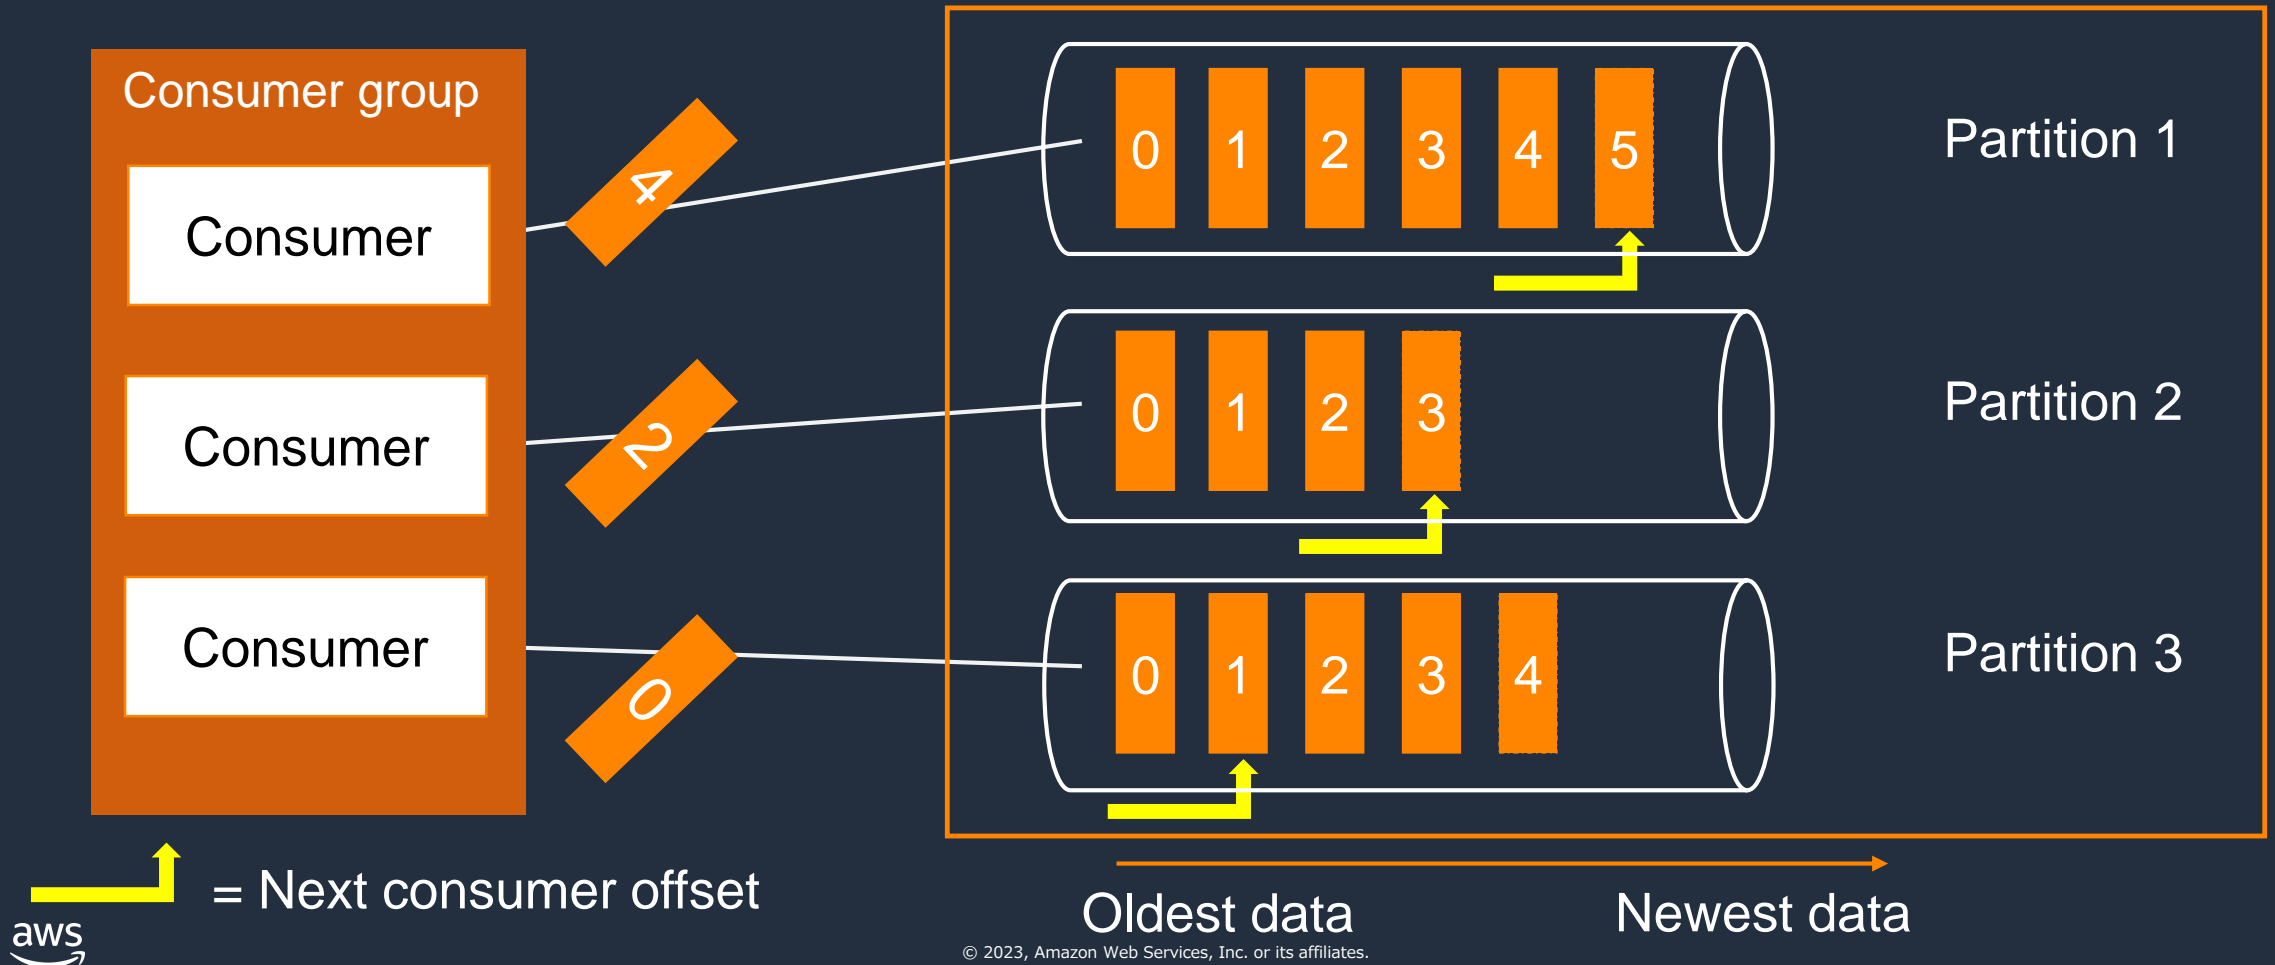 Consumer group
Consumer
Consumer
Consumer
4
2
0
0 1 2 3 4 5
Partition 1
0 1 2 3
Partition 2
0 1 2 3 4
Partition 3
= Next consumer offset
Oldest data
Newest data
aws
© 2023, Amazon Web Services, Inc. or its affiliates.